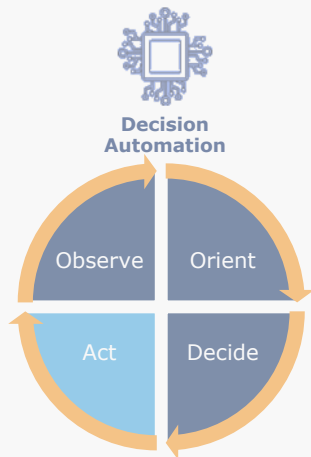 Decision
Automation
Observe
Orient
Act
Decide